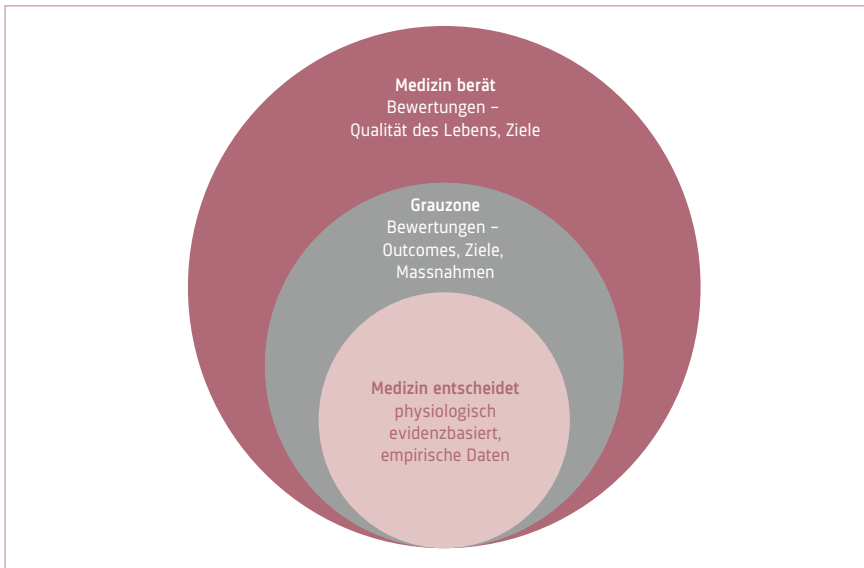 Medizin berät
Bewertungen –
Qualität des Lebens, Ziele
Grauzone
Bewertungen –
Outcomes, Ziele,
Massnahmen
Medizin entscheidet
physiologisch
evidenzbasiert,
empirische Daten